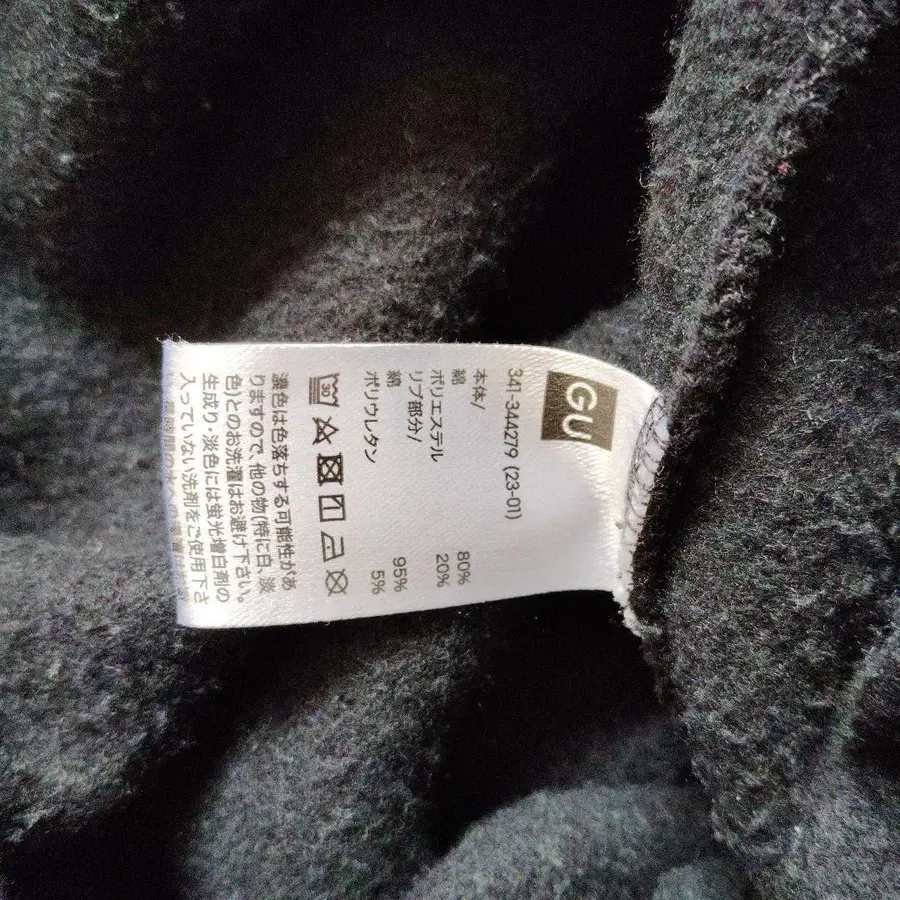 GU
341-344279 (23-01)
本体/
綿 80%
ポリエステル 20%
リブ部分/
綿 95%
ポリウレタン 5%
30
濃色は色落ちする可能性があ
りますので、他の物(特に白、淡
色)とのお洗濯はお避け下さい。
生成り・淡色には蛍光増白剤の
入っていない洗剤をご使用下さ